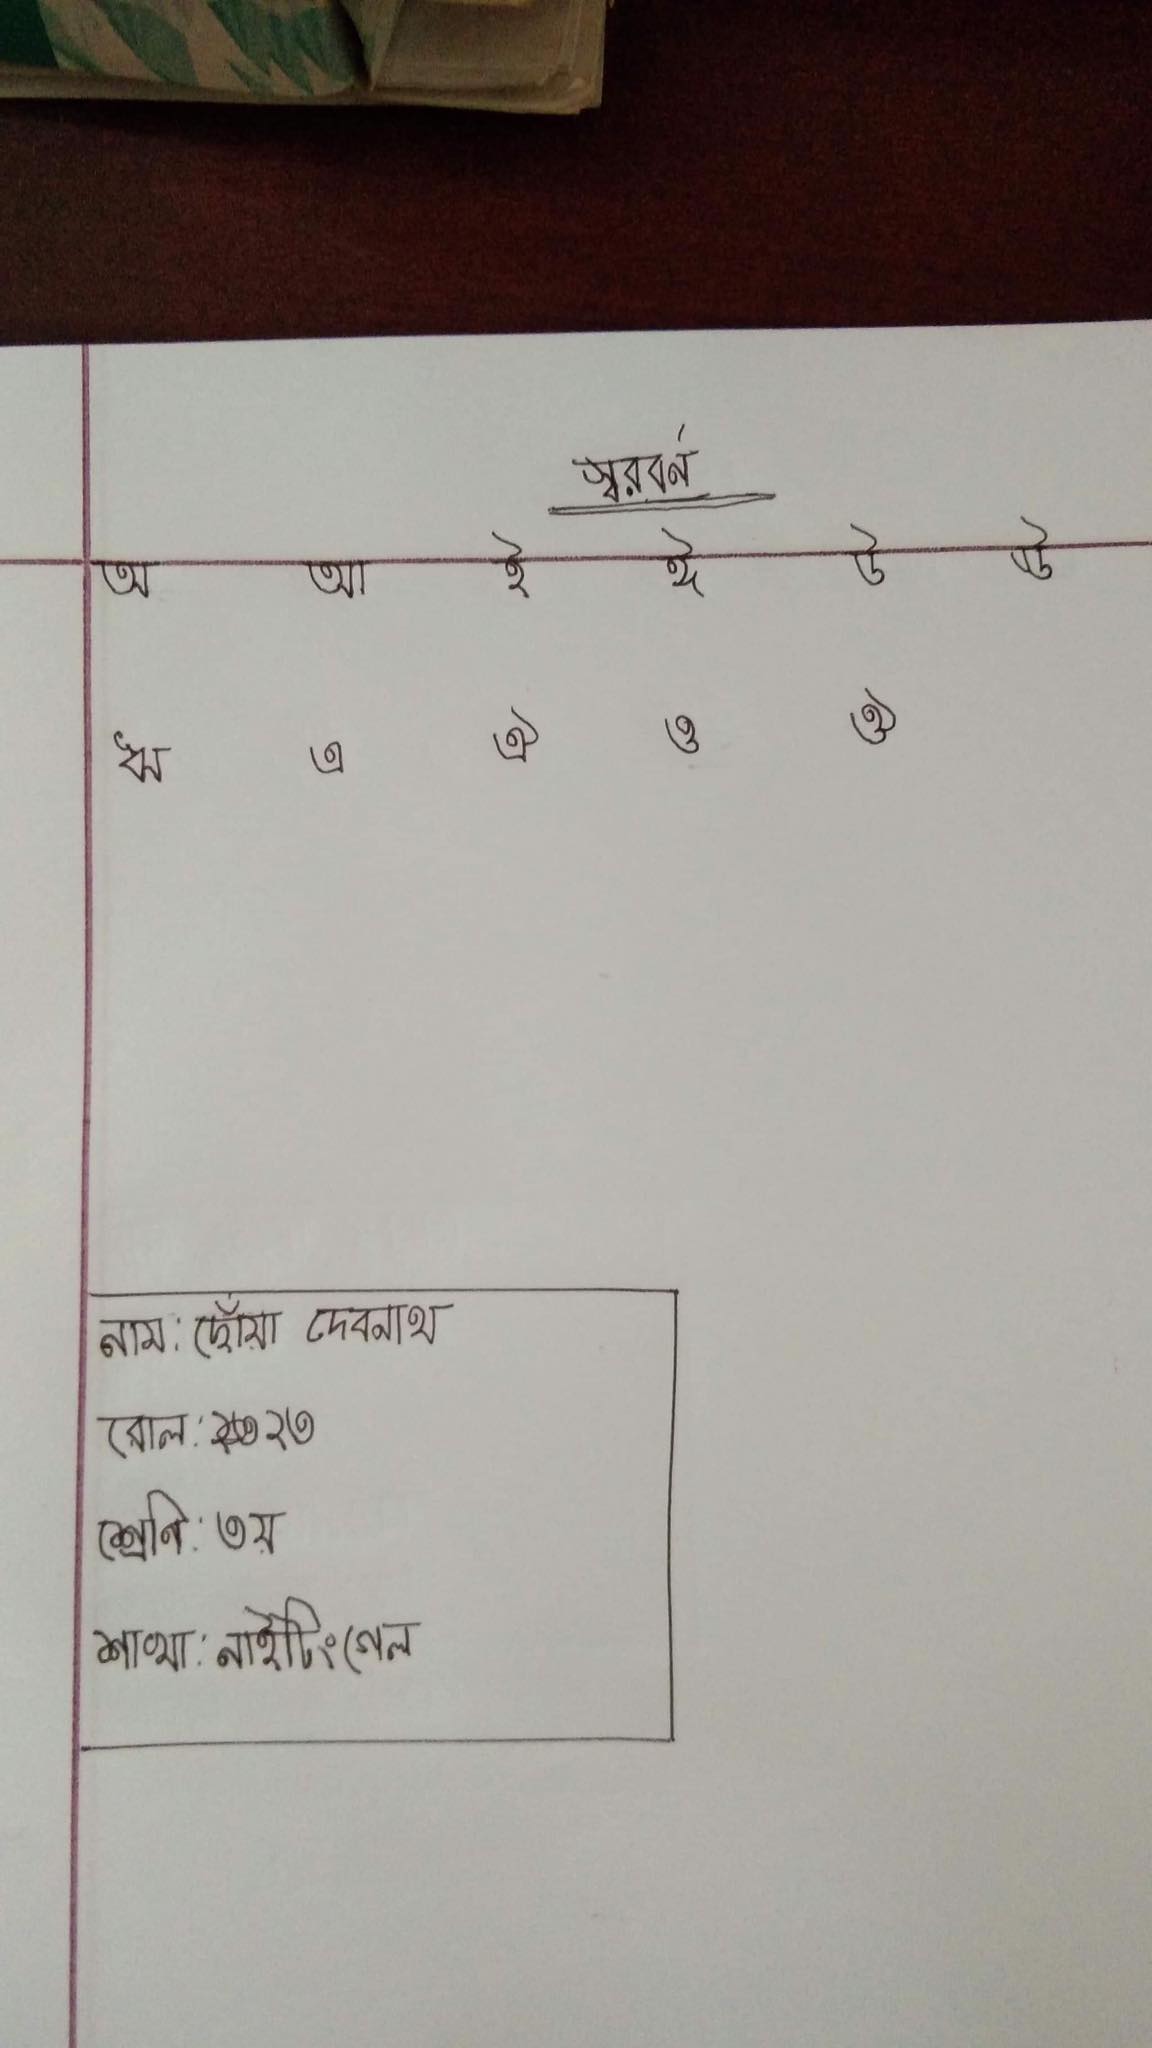 স্বরবর্ন
অ আ ই ঈ উ ঊ
ঋ এ ঐ ও ঔ
নাম: ছোঁয়া দেবনাথ
রোল: ২৩
শ্রেনি: ৩য়
শাখা: নাইটিংগেল